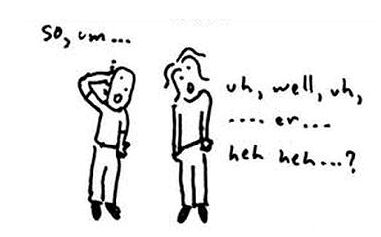 so, um...
uh, well, uh,
.... er...
heh heh...?